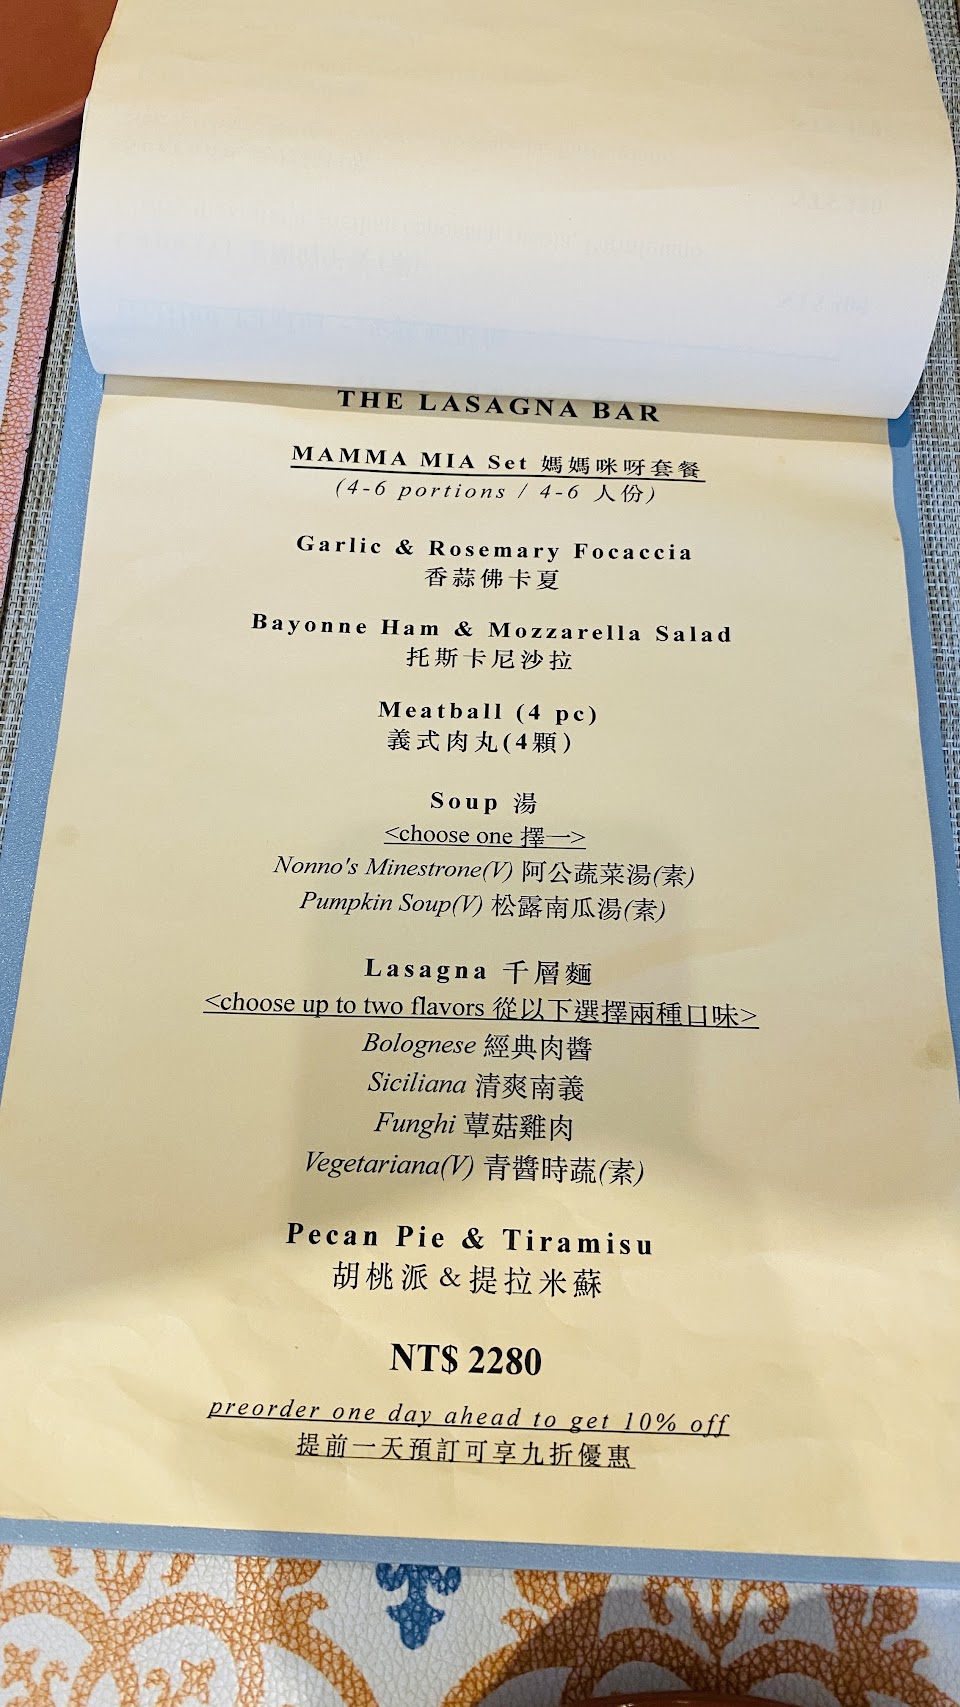 THE LASAGNA BAR
MAMMA MIA Set 媽媽咪呀套餐
(4-6 portions / 4-6 人份)
Garlic & Rosemary Focaccia
香蒜佛卡夏
Bayonne Ham & Mozzarella Salad
托斯卡尼沙拉
Meatball (4 pc)
義式肉丸(4顆)
Soup 湯
<choose one 擇一>
Nonno's Minestrone(V) 阿公蔬菜湯(素)
Pumpkin Soup(V) 松露南瓜湯(素)
Lasagna 千層麵
<choose up to two flavors 從以下選擇兩種口味>
Bolognese 經典肉醬
Siciliana 清爽南義
Funghi 蕈菇雞肉
Vegetariana(V) 青醬時蔬(素)
Pecan Pie & Tiramisu
胡桃派&提拉米蘇
NT$ 2280
preorder one day ahead to get 10% off
提前一天預訂可享九折優惠